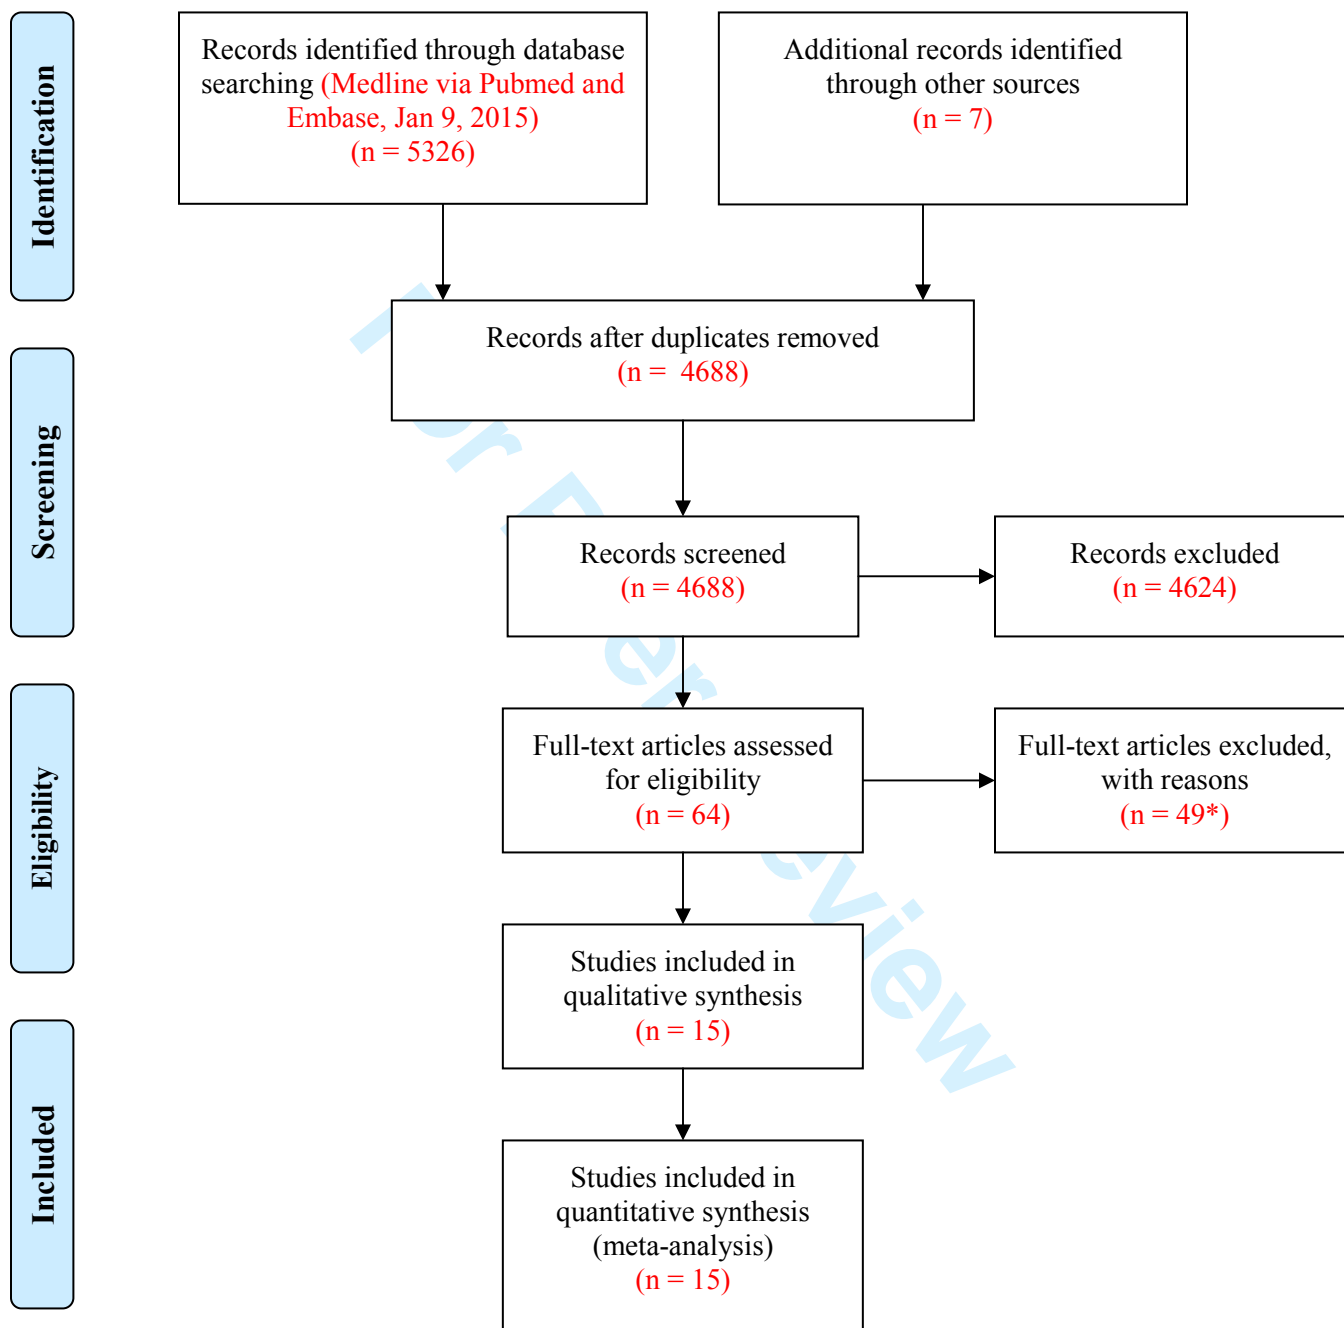 Identification
Records identified through database
searching (Medline via Pubmed and
Embase, Jan 9, 2015)
(n = 5326)
Additional records identified
through other sources
(n = 7)
Records after duplicates removed
(n = 4688)
Screening
Records screened
(n = 4688)
Records excluded
(n = 4624)
Eligibility
Full-text articles assessed
for eligibility
(n = 64)
Full-text articles excluded,
with reasons
(n = 49*)
Studies included in
qualitative synthesis
(n = 15)
Included
Studies included in
quantitative synthesis
(meta-analysis)
(n = 15)
For Peer Review